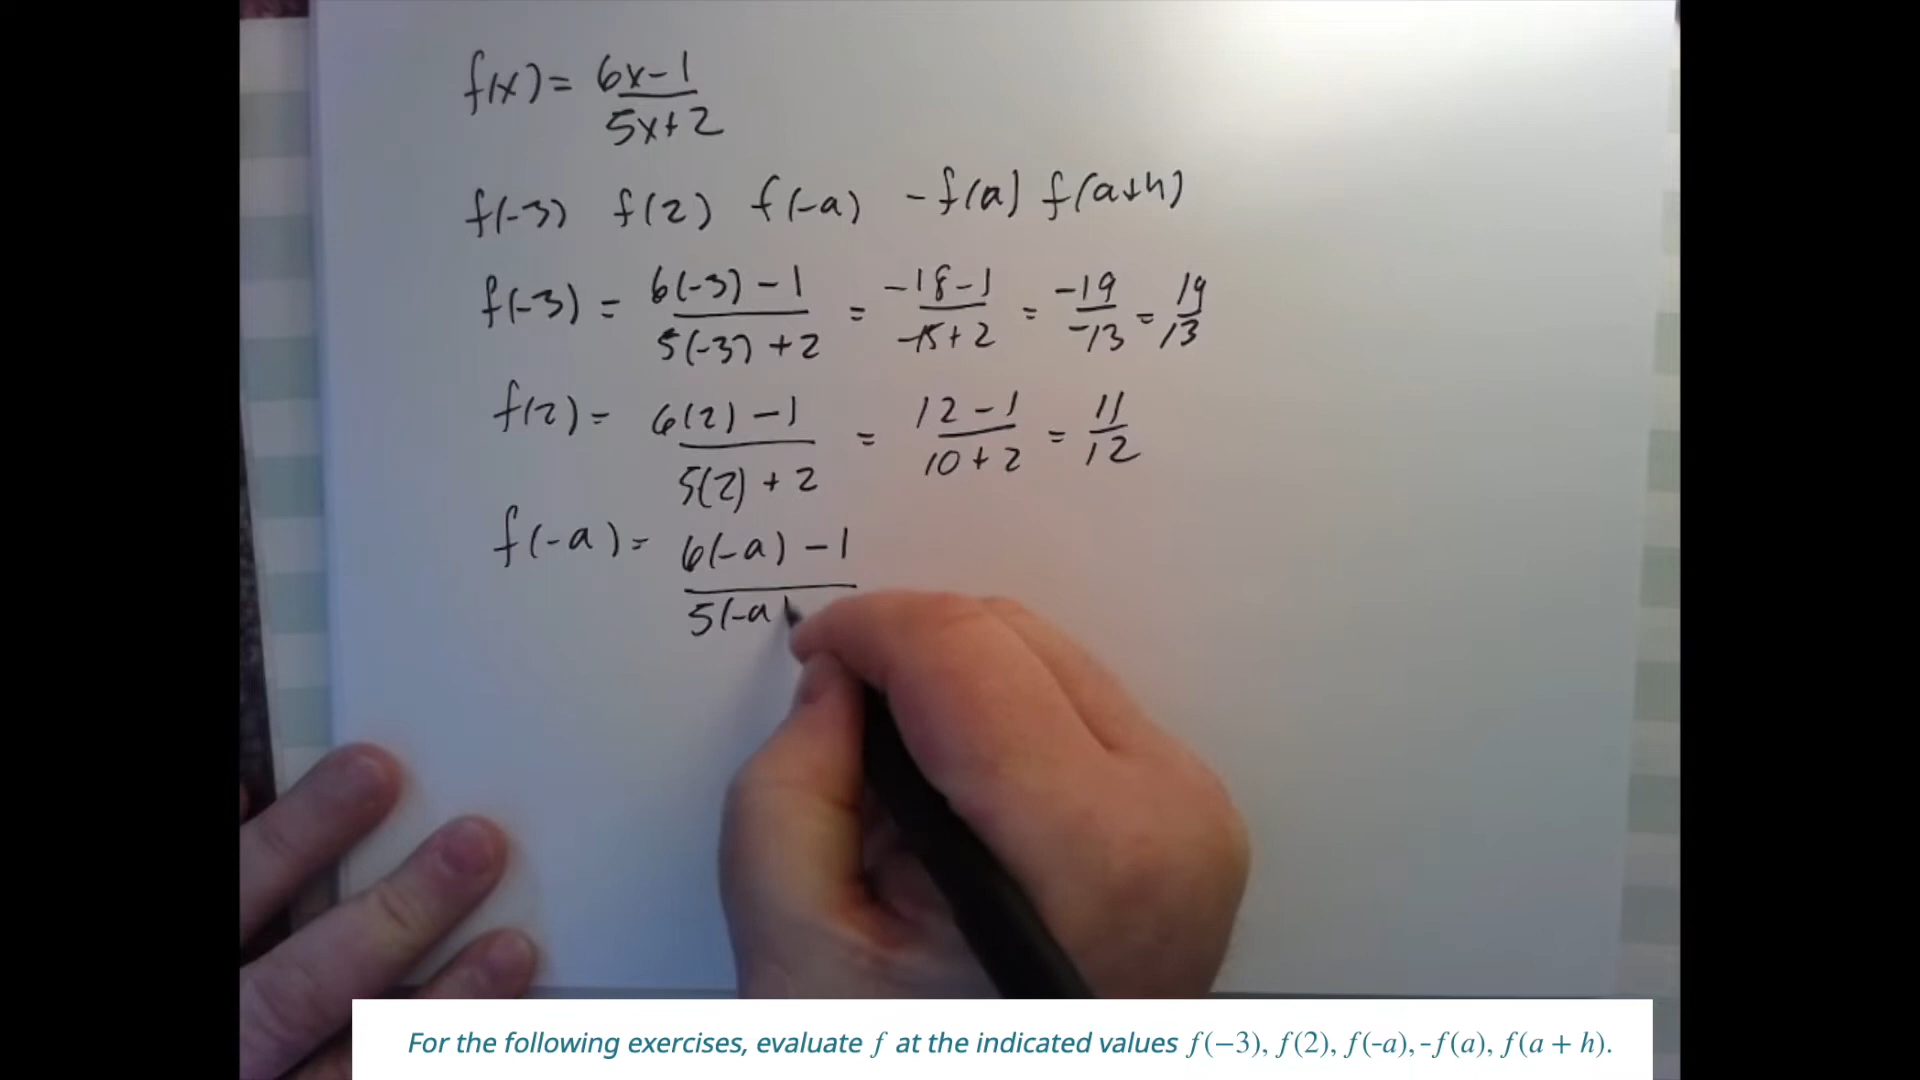 f(x) = 6x-1 / 5x+2
f(-3) f(2) f(-a) -f(a) f(a+h)
f(-3) = 6(-3) - 1 / 5(-3) + 2 = -18-1 / -15+2 = -19 / -13 = 19 / 13
f(2) = 6(2) - 1 / 5(2) + 2 = 12-1 / 10+2 = 11 / 12
f(-a) = 6(-a) - 1 / 5(-a)
For the following exercises, evaluate f at the indicated values f(−3), f(2), f(-a), -f(a), f(a + h).